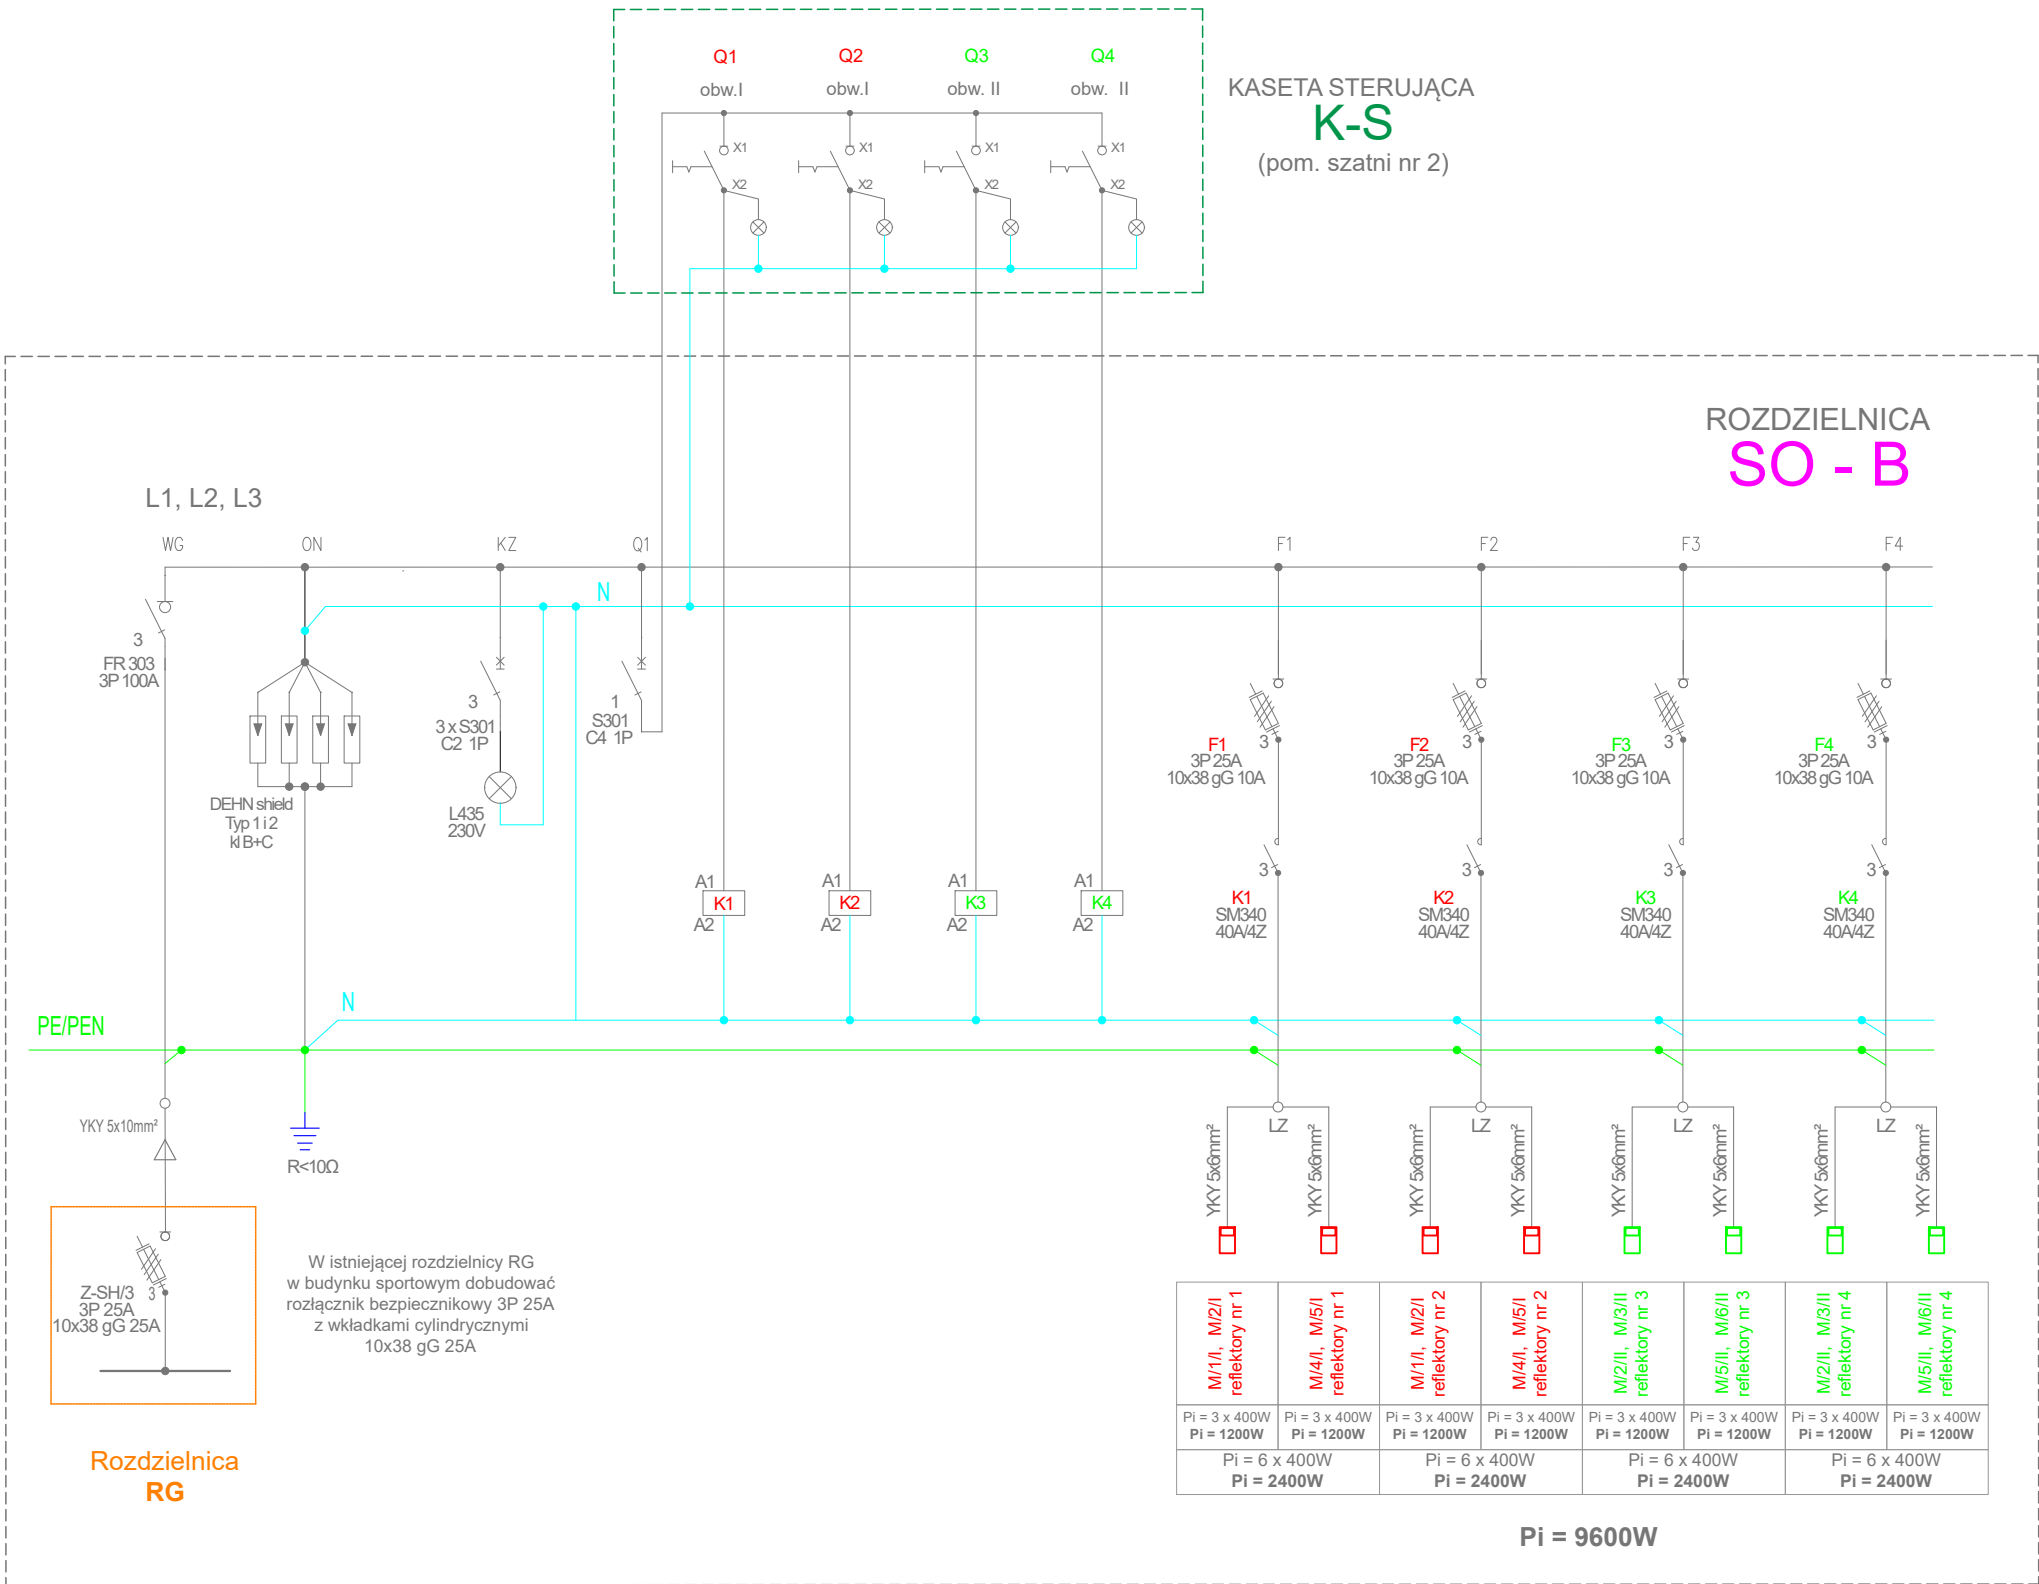 Q1
Q2
Q3
Q4
obw.I
obw.I
obw. II
obw. II
X1
X1
X1
X1
X2
X2
X2
X2
KASETA STERUJĄCA
K-S
(pom. szatni nr 2)
ROZDZIELNICA
SO - B
L1, L2, L3
WG
ON
KZ
Q1
F1
F2
F3
F4
N
3
FR 303
3P 100A
DEHN shield
Typ 1 i 2
kl B+C
3
3 x S301
C2 1P
L435
230V
1
S301
C4 1P
A1
K1
A2
A1
K2
A2
A1
K3
A2
A1
K4
A2
3
F1
3P 25A
10x38 gG 10A
3
F2
3P 25A
10x38 gG 10A
3
F3
3P 25A
10x38 gG 10A
3
F4
3P 25A
10x38 gG 10A
3
K1
SM340
40A/4Z
3
K2
SM340
40A/4Z
3
K3
SM340
40A/4Z
3
K4
SM340
40A/4Z
N
PE/PEN
YKY 5x10mm²
R<10Ω
LZ
LZ
LZ
LZ
YKY 5x6mm²
YKY 5x6mm²
YKY 5x6mm²
YKY 5x6mm²
YKY 5x6mm²
YKY 5x6mm²
YKY 5x6mm²
YKY 5x6mm²
Z-SH/3
3
3P 25A
10x38 gG 25A
Rozdzielnica
RG
W istniejącej rozdzielnicy RG
w budynku sportowym dobudować
rozłącznik bezpiecznikowy 3P 25A
z wkładkami cylindrycznymi
10x38 gG 25A
M/1/I, M/2/I
reflektory nr 1
M/4/I, M/5/I
reflektory nr 1
M/1/I, M/2/I
reflektory nr 2
M/4/I, M/5/I
reflektory nr 2
M/2/II, M/3/II
reflektory nr 3
M/5/II, M/6/II
reflektory nr 3
M/2/II, M/3/II
reflektory nr 4
M/5/II, M/6/II
reflektory nr 4
Pi = 3 x 400W
Pi = 1200W
Pi = 3 x 400W
Pi = 1200W
Pi = 3 x 400W
Pi = 1200W
Pi = 3 x 400W
Pi = 1200W
Pi = 3 x 400W
Pi = 1200W
Pi = 3 x 400W
Pi = 1200W
Pi = 3 x 400W
Pi = 1200W
Pi = 3 x 400W
Pi = 1200W
Pi = 6 x 400W
Pi = 2400W
Pi = 6 x 400W
Pi = 2400W
Pi = 6 x 400W
Pi = 2400W
Pi = 6 x 400W
Pi = 2400W
Pi = 9600W